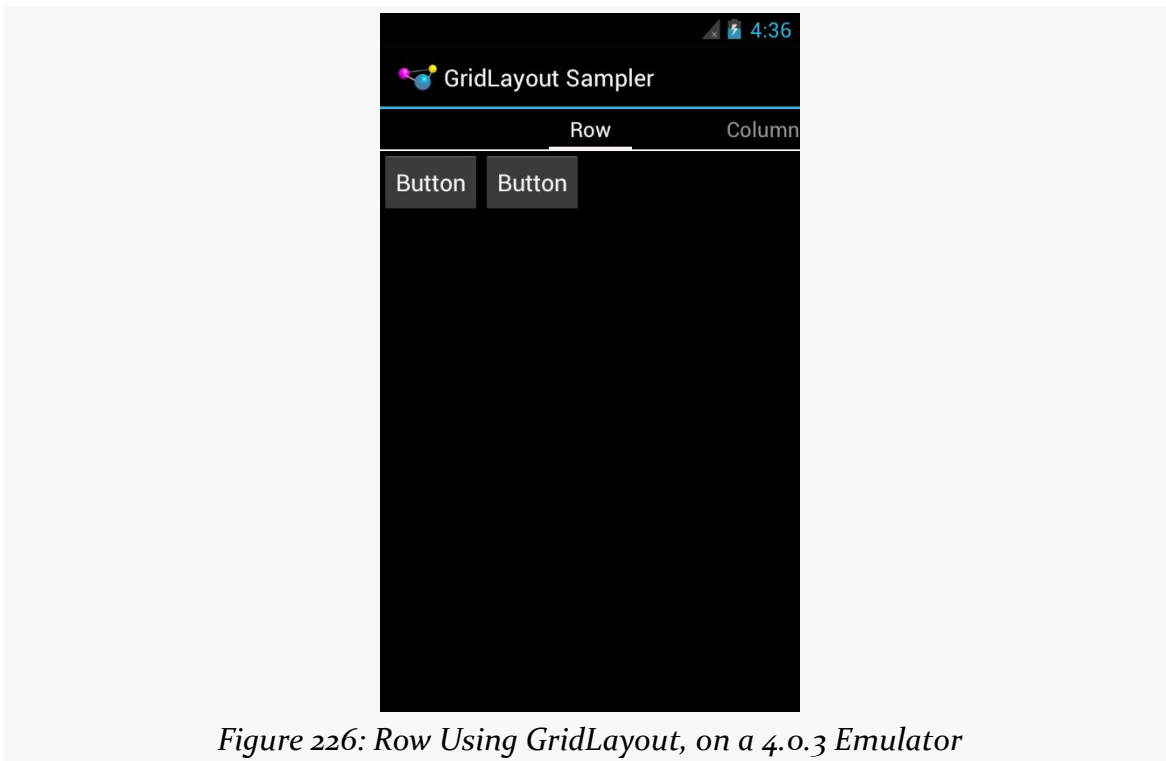 4:36
GridLayout Sampler
Row Column
Button Button
Figure 226: Row Using GridLayout, on a 4.0.3 Emulator